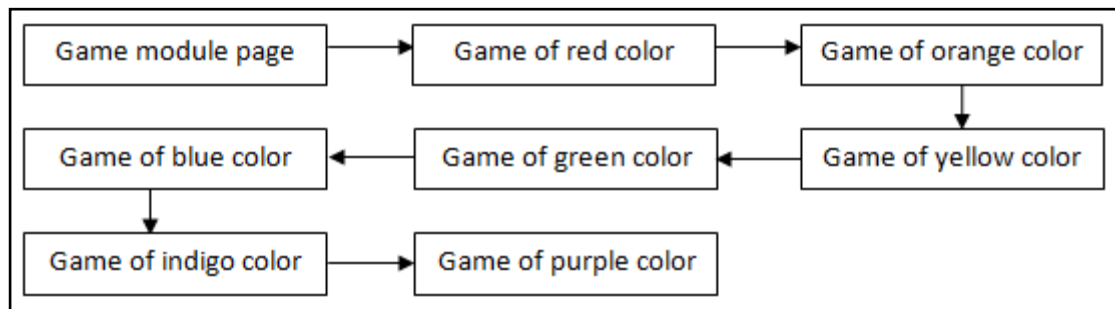 Game module page
Game of red color
Game of orange color
Game of blue color
Game of green color
Game of yellow color
Game of indigo color
Game of purple color